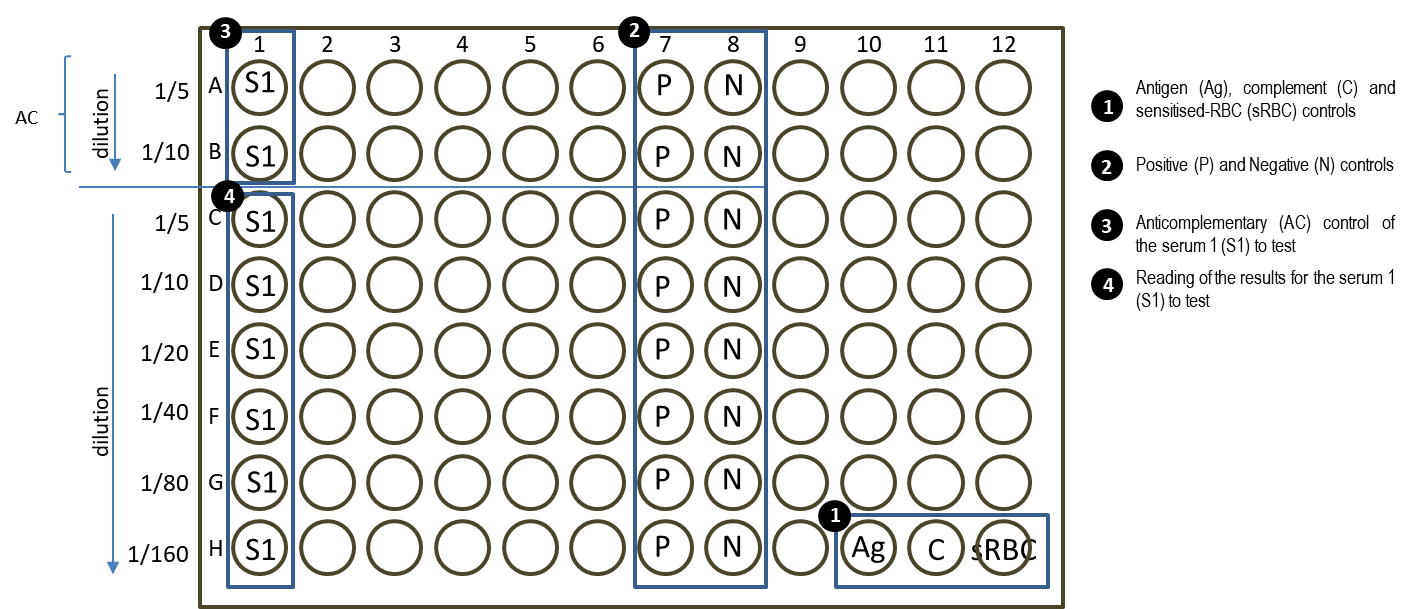 3 2
1 2 3 4 5 6 7 8 9 10 11 12
AC
dilution
1/5 A S1 P N
1/10 B S1 P N
4
1/5 C S1 P N
1/10 D S1 P N
1/20 E S1 P N
dilution
1/40 F S1 P N
1/80 G S1 P N
1
1/160 H S1 P N Ag C sRBC
1 Antigen (Ag), complement (C) and
sensitised-RBC (sRBC) controls
2 Positive (P) and Negative (N) controls
3 Anticomplementary (AC) control of
the serum 1 (S1) to test
4 Reading of the results for the serum 1
(S1) to test